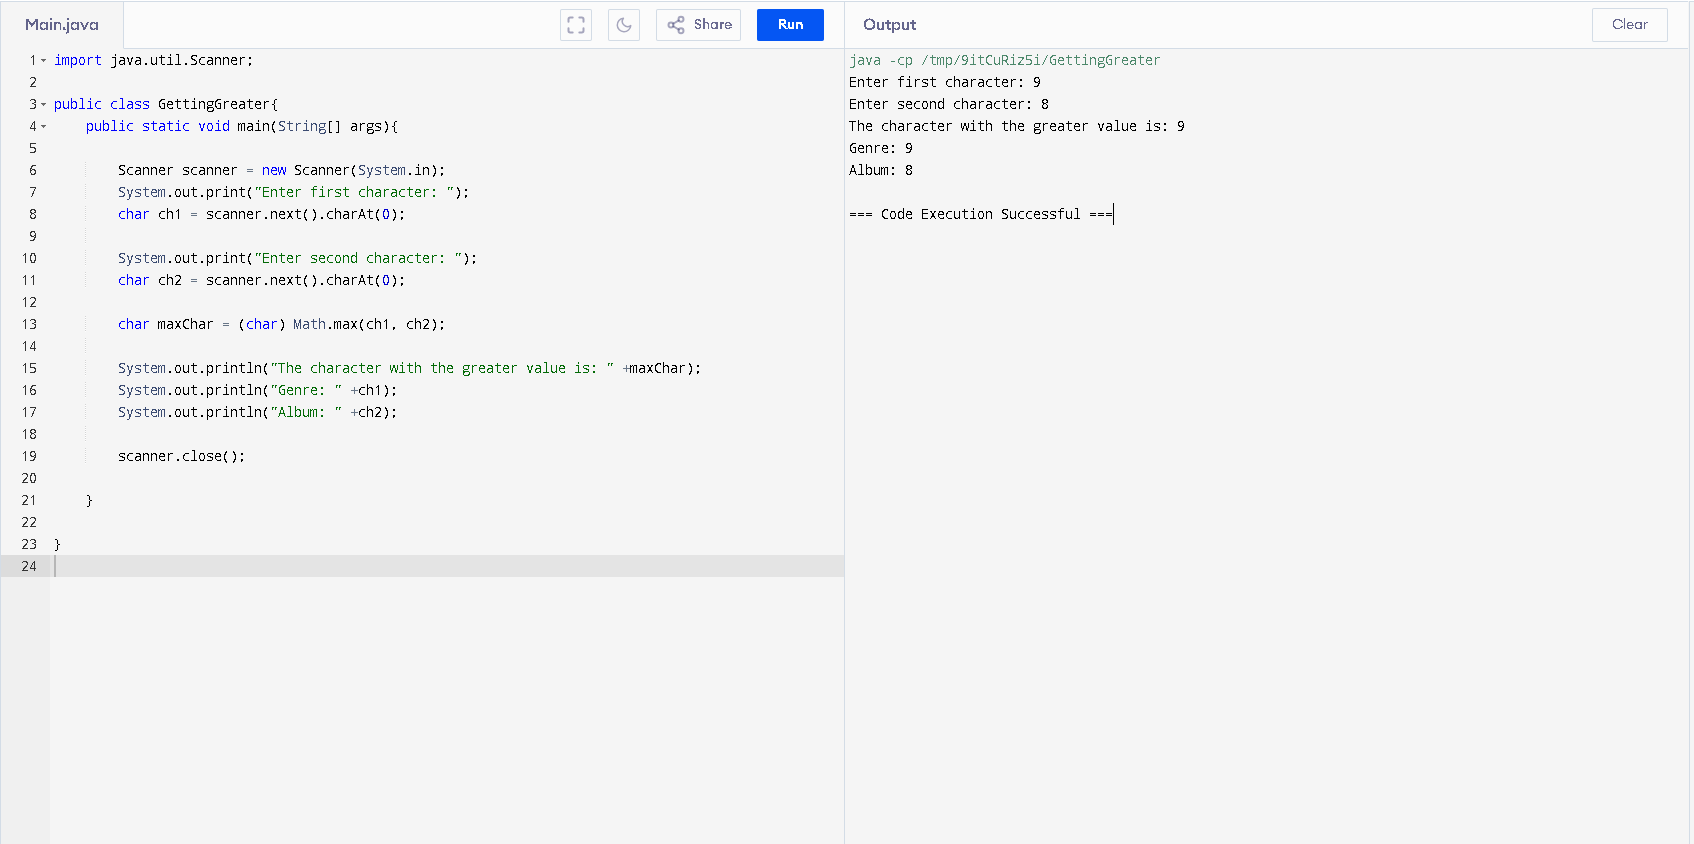 Main.java
Share
Run
Output
Clear
1 import java.util.Scanner;
2
3 public class GettingGreater{
4 public static void main(String[] args){
5
6 Scanner scanner = new Scanner(System.in);
7 System.out.print("Enter first character: ");
8 char ch1 = scanner.next().charAt(0);
9
10 System.out.print("Enter second character: ");
11 char ch2 = scanner.next().charAt(0);
12
13 char maxChar = (char) Math.max(ch1, ch2);
14
15 System.out.println("The character with the greater value is: " +maxChar);
16 System.out.println("Genre: " +ch1);
17 System.out.println("Album: " +ch2);
18
19 scanner.close();
20
21 }
22
23 }
24
java -cp /tmp/9itCuRiz5i/GettingGreater
Enter first character: 9
Enter second character: 8
The character with the greater value is: 9
Genre: 9
Album: 8
=== Code Execution Successful ===